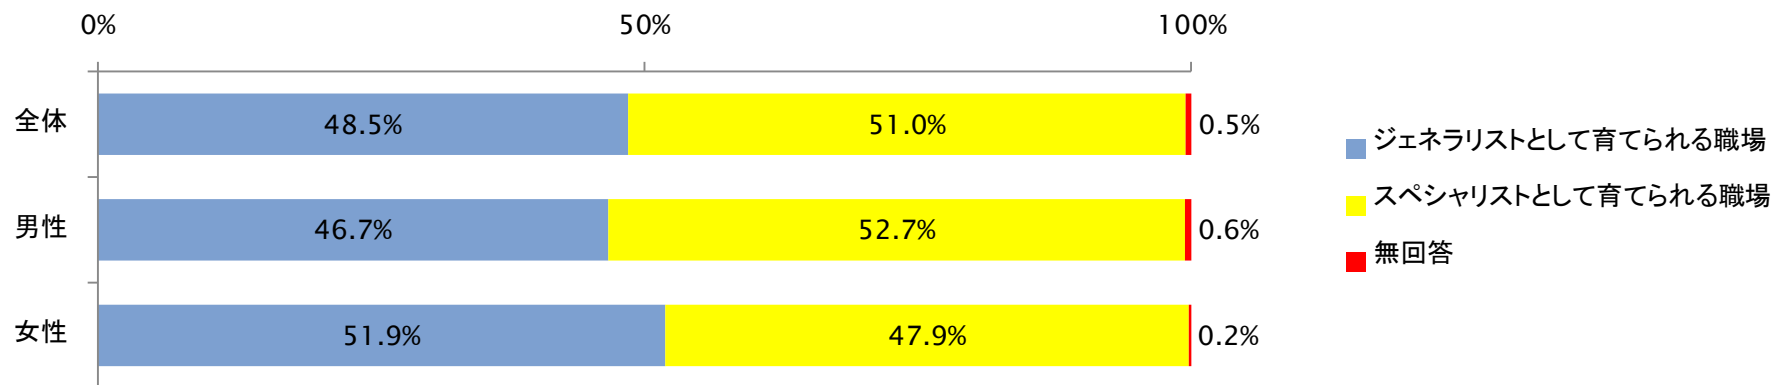 0%
50%
100%
全体
48.5%
51.0%
0.5%
男性
46.7%
52.7%
0.6%
女性
51.9%
47.9%
0.2%
ジェネラリストとして育てられる職場
スペシャリストとして育てられる職場
無回答